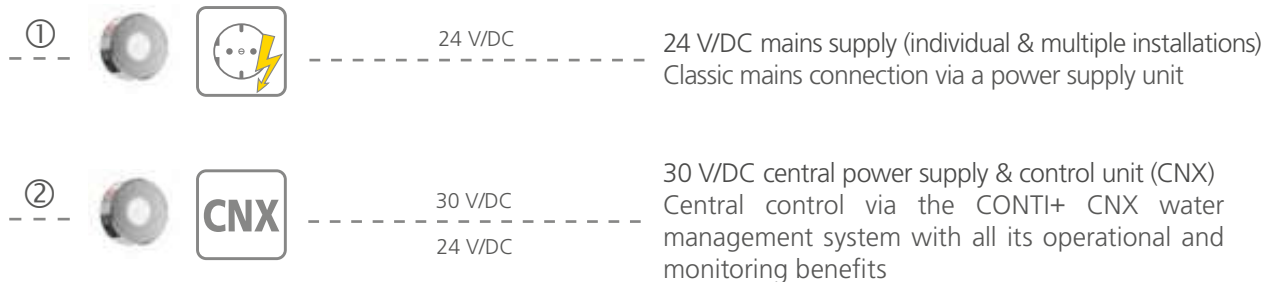 ①
24 V/DC
24 V/DC mains supply (individual & multiple installations)
Classic mains connection via a power supply unit
②
CNX
30 V/DC
24 V/DC
30 V/DC central power supply & control unit (CNX)
Central control via the CONTI+ CNX water
management system with all its operational and
monitoring benefits